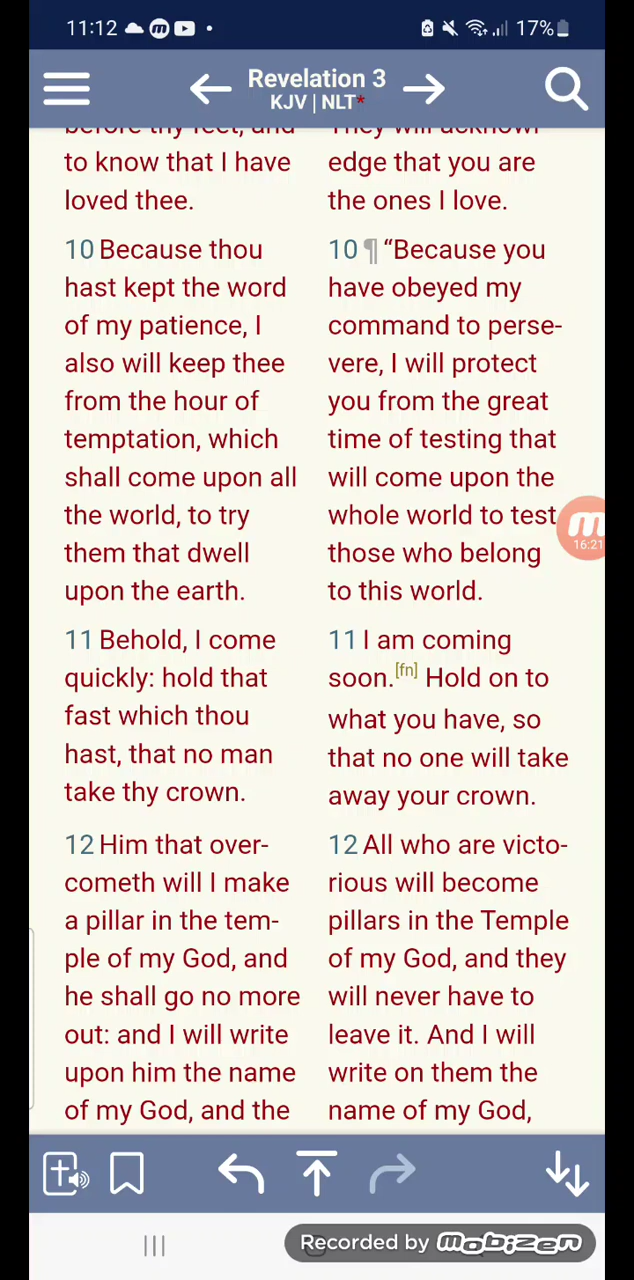 11:12
17%
Revelation 3
KJV | NLT*
before thy feet, and
to know that I have
loved thee.
10 Because thou
hast kept the word
of my patience, I
also will keep thee
from the hour of
temptation, which
shall come upon all
the world, to try
them that dwell
upon the earth.
11 Behold, I come
quickly: hold that
fast which thou
hast, that no man
take thy crown.
12 Him that over-
cometh will I make
a pillar in the tem-
ple of my God, and
he shall go no more
out: and I will write
upon him the name
of my God, and the
They will acknowl-
edge that you are
the ones I love.
10 ¶ “Because you
have obeyed my
command to perse-
vere, I will protect
you from the great
time of testing that
will come upon the
whole world to test
those who belong
to this world.
11 I am coming
soon.[fn] Hold on to
what you have, so
that no one will take
away your crown.
12 All who are victo-
rious will become
pillars in the Temple
of my God, and they
will never have to
leave it. And I will
write on them the
name of my God,
m
16:21
Recorded by mobizen